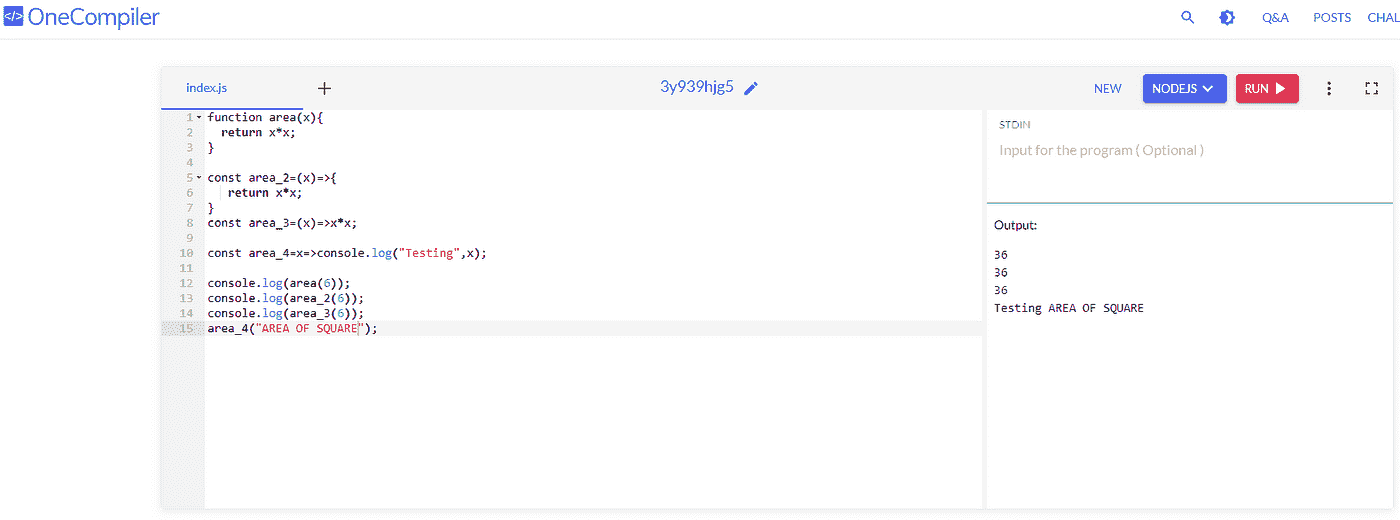 </> OneCompiler
Q&A POSTS CHAL
index.js + 3y939hjg5 NEW NODEJS RUN
1 function area(x){
2 return x*x;
3 }
4
5 const area_2=(x)=>{
6 return x*x;
7 }
8 const area_3=(x)=>x*x;
9
10 const area_4=x=>console.log("Testing",x);
11
12 console.log(area(6));
13 console.log(area_2(6));
14 console.log(area_3(6));
15 area_4("AREA OF SQUARE");
STDIN
Input for the program ( Optional )
Output:
36
36
36
Testing AREA OF SQUARE